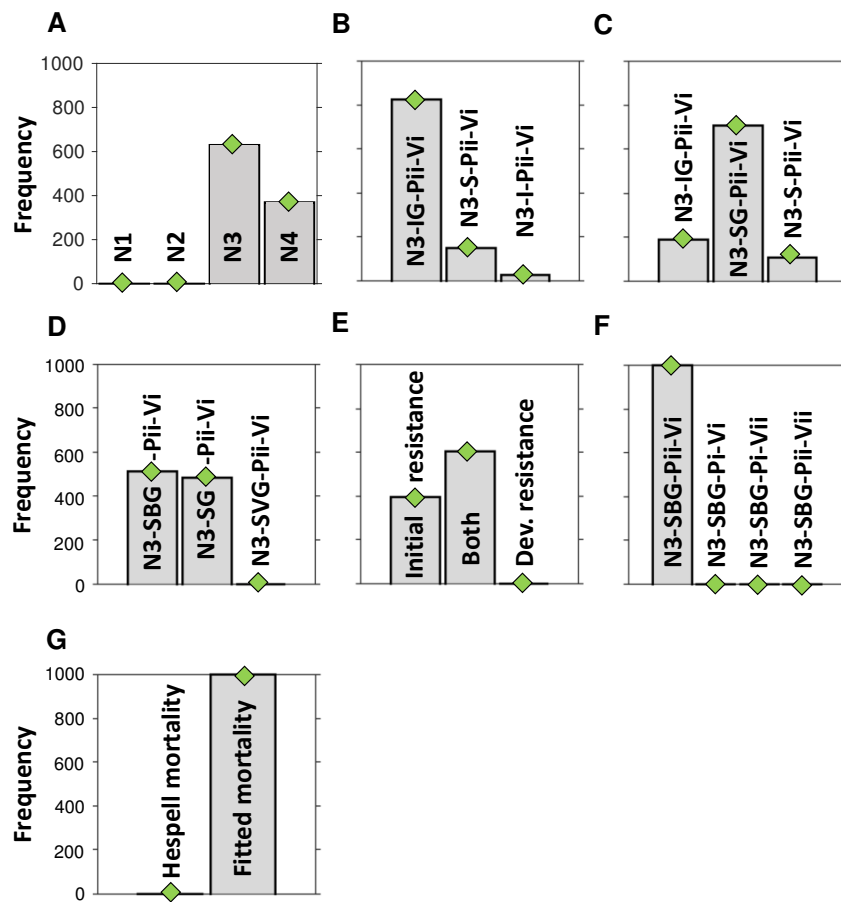 A
B
C
Frequency
1000
800
600
400
200
0
N1
N2
N3
N4
N3-IG-Pii-Vi
N3-S-Pii-Vi
N3-I-Pii-Vi
N3-IG-Pii-Vi
N3-SG-Pii-Vi
N3-S-Pii-Vi
D
E
F
Frequency
1000
800
600
400
200
0
N3-SBG-Pii-Vi
N3-SG-Pii-Vi
N3-SVG-Pii-Vi
Initial resistance
Both
Dev. resistance
N3-SBG-Pii-Vi
N3-SBG-Pi-Vi
N3-SBG-Pi-Vii
N3-SBG-Pii-Vii
G
Frequency
1000
800
600
400
200
0
Hespell mortality
Fitted mortality